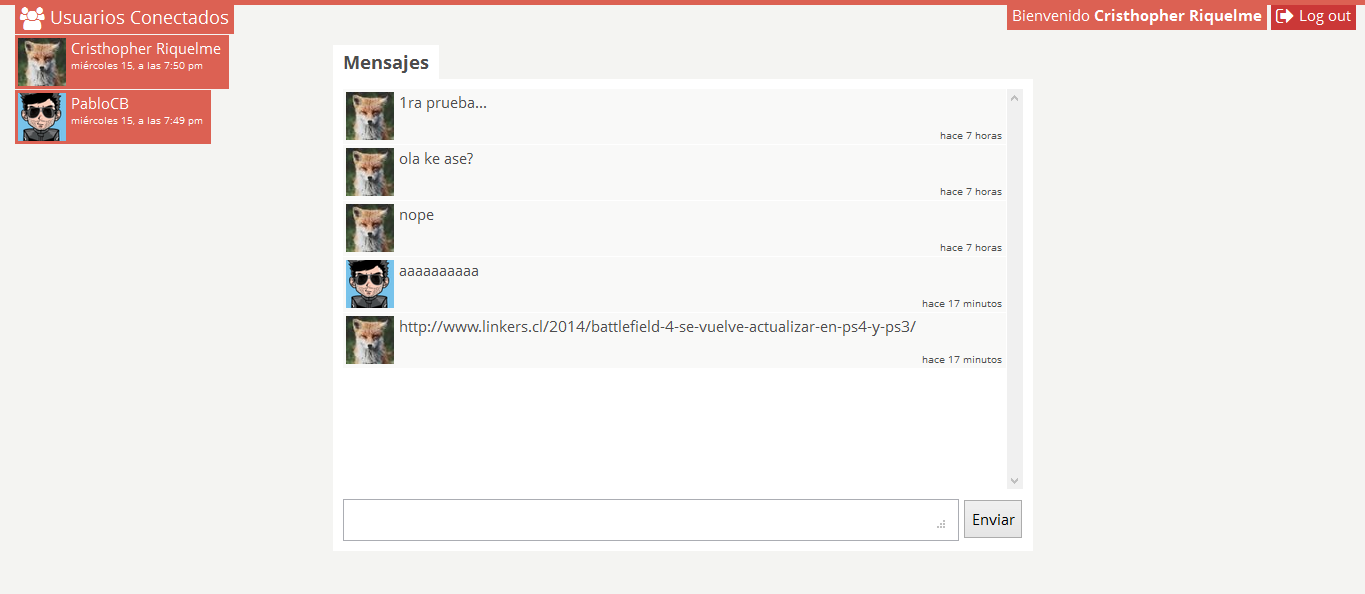 Usuarios Conectados
Bienvenido Cristhopher Riquelme
Log out
Cristhopher Riquelme
miércoles 15, a las 7:50 pm
PabloCB
miércoles 15, a las 7:49 pm
Mensajes
1ra prueba...
hace 7 horas
ola ke ase?
hace 7 horas
nope
hace 7 horas
aaaaaaaaaa
hace 17 minutos
http://www.linkers.cl/2014/battlefield-4-se-vuelve-actualizar-en-ps4-y-ps3/
hace 17 minutos
Enviar